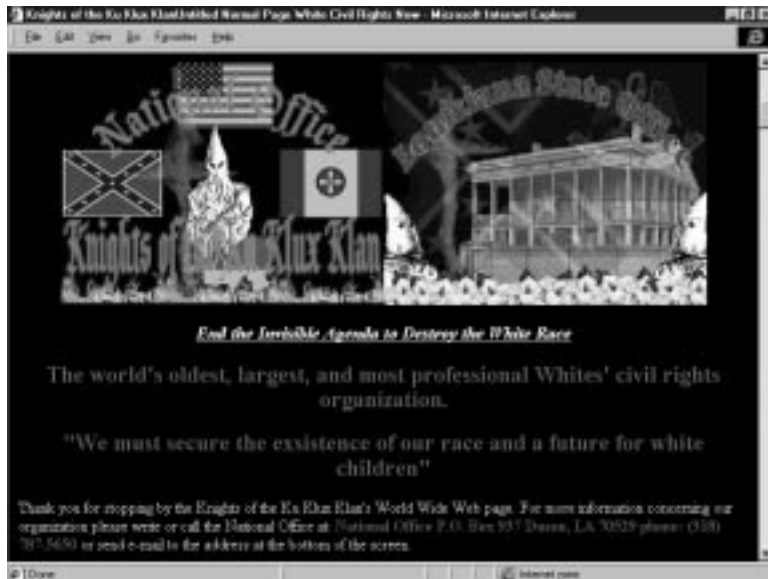 Knights of the Ku Klux KlanUntitled Normal Page White Civil Rights Now - Microsoft Internet Explorer
File Edit View Go Favorites Help
National Office
Louisiana State
Knights of Ku Klux Klan
End the Invisible Agenda to Destroy the White Race
The world's oldest, largest, and most professional Whites' civil rights
organization.
"We must secure the exsistence of our race and a future for white
children"
Thank you for stopping by the Knights of the Ku Klux Klan's World Wide Web page. For more information concerning our
organization please write or call the National Office at: National Office P.O. Box LA 70529 phone: (318)
or send e-mail to the address at the bottom of the screen.
Done
Internet zone